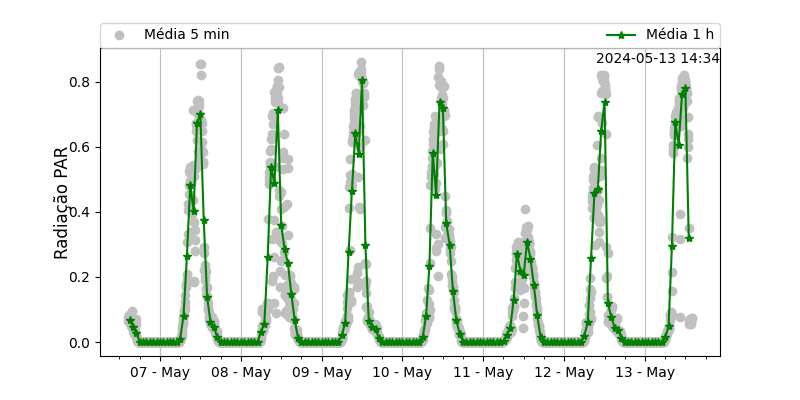 Média 5 min
Média 1 h
2024-05-13 14:34
Radiação PAR
0.8
0.6
0.4
0.2
0.0
07 - May
08 - May
09 - May
10 - May
11 - May
12 - May
13 - May